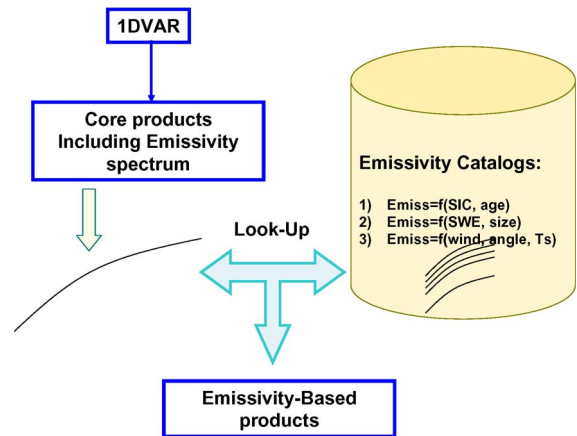 1DVAR
Core products
Including Emissivity
spectrum
Emissivity Catalogs:
1) Emiss=f(SIC, age)
2) Emiss=f(SWE, size)
3) Emiss=f(wind, angle, Ts)
Look-Up
Emissivity-Based
products